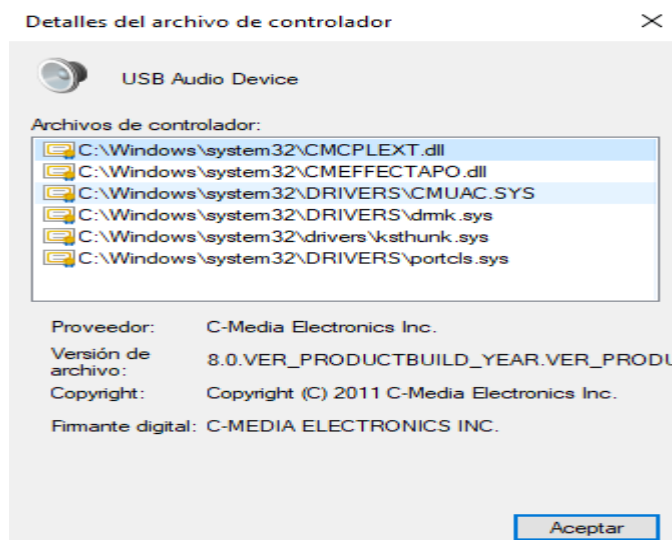 Detalles del archivo de controlador
USB Audio Device
Archivos de controlador:
C:\Windows\system32\CMCPLEXT.dll
C:\Windows\system32\CMEFFECTAPO.dll
C:\Windows\system32\DRIVERS\CMUAC.SYS
C:\Windows\system32\DRIVERS\drmk.sys
C:\Windows\system32\drivers\ksthunk.sys
C:\Windows\system32\DRIVERS\portcls.sys
Proveedor: C-Media Electronics Inc.
Versión de archivo: 8.0.VER_PRODUCTBUILD_YEAR.VER_PRODU
Copyright: Copyright (C) 2011 C-Media Electronics Inc.
Firmante digital: C-MEDIA ELECTRONICS INC.
Aceptar